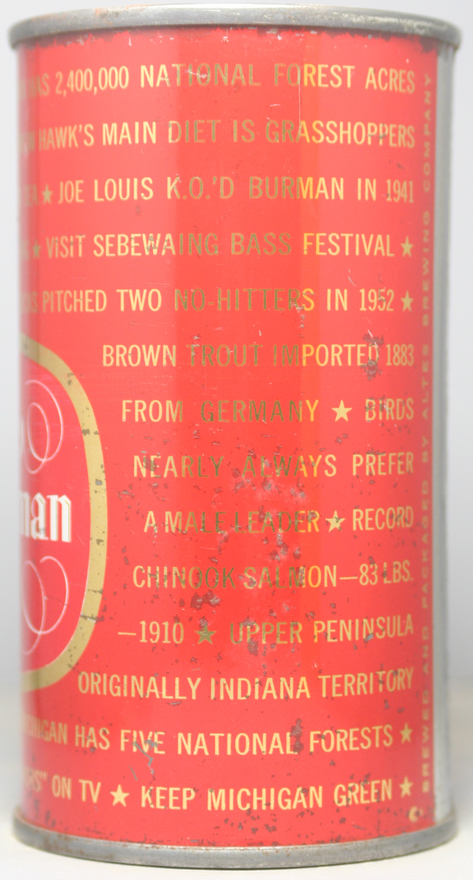 HAS 2,400,000 NATIONAL FOREST ACRES
HAWK'S MAIN DIET IS GRASSHOPPERS
★ JOE LOUIS K.O.'D BURMAN IN 1941
★ VISIT SEBEWAING BASS FESTIVAL ★
PITCHED TWO NO-HITTERS IN 1952 ★
BROWN TROUT IMPORTED 1883
FROM GERMANY ★ BIRDS
NEARLY ALWAYS PREFER
A MALE LEADER ★ RECORD
CHINOOK SALMON—83 LBS.
—1910 ★ UPPER PENINSULA
ORIGINALLY INDIANA TERRITORY
MICHIGAN HAS FIVE NATIONAL FORESTS ★
ON TV ★ KEEP MICHIGAN GREEN ★
man
BREWED AND PACKAGED BY ALTES BREWING COMPANY